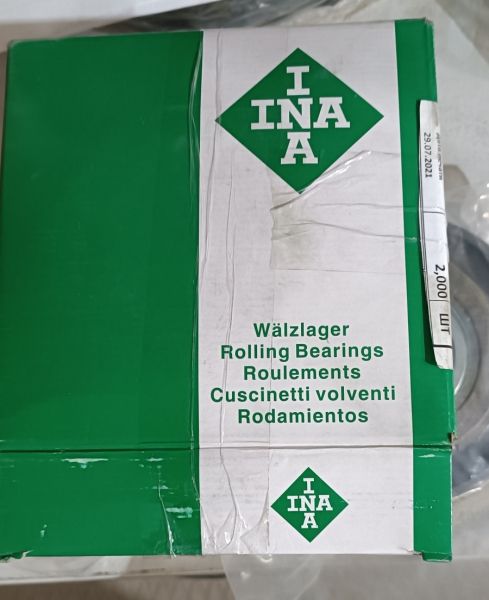 I
INA
A
Wälzlager
Rolling Bearings
Roulements
Cuscinetti volventi
Rodamientos
I
INA
A
29.07.2021
2,000 ШТ